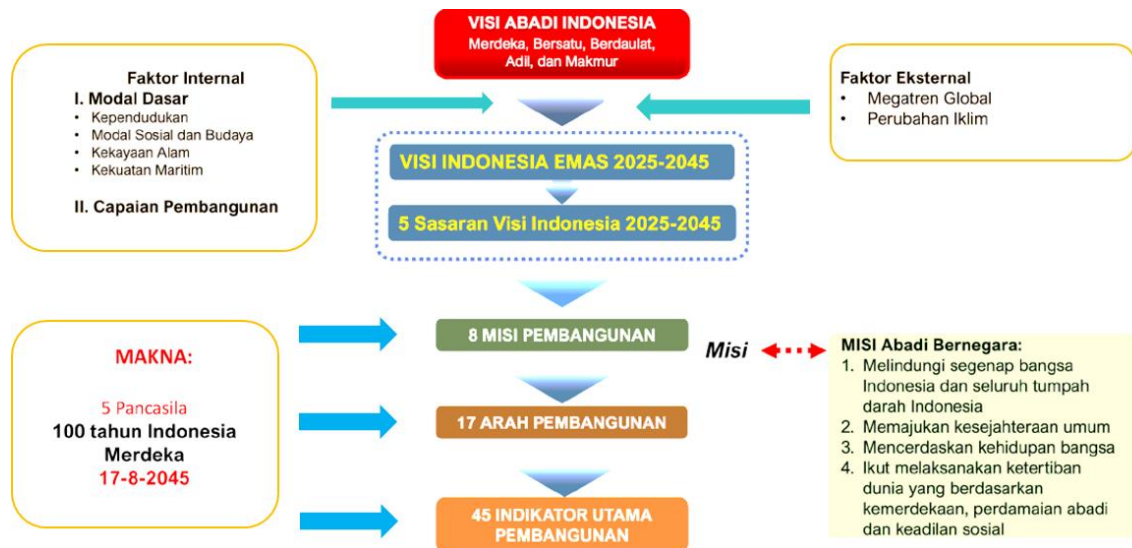 VISI ABADI INDONESIA
Merdeka, Bersatu, Berdaulat,
Adil, dan Makmur
Faktor Internal
I. Modal Dasar
• Kependudukan
• Modal Sosial dan Budaya
• Kekayaan Alam
• Kekuatan Maritim
II. Capaian Pembangunan
Faktor Eksternal
• Megatren Global
• Perubahan Iklim
VISI INDONESIA EMAS 2025-2045
5 Sasaran Visi Indonesia 2025-2045
MAKNA:
5 Pancasila
100 tahun Indonesia
Merdeka
17-8-2045
8 MISI PEMBANGUNAN
17 ARAH PEMBANGUNAN
45 INDIKATOR UTAMA
PEMBANGUNAN
Misi
MISI Abadi Bernegara:
1. Melindungi segenap bangsa
Indonesia dan seluruh tumpah
darah Indonesia
2. Memajukan kesejahteraan umum
3. Mencerdaskan kehidupan bangsa
4. Ikut melaksanakan ketertiban
dunia yang berdasarkan
kemerdekaan, perdamaian abadi
dan keadilan sosial